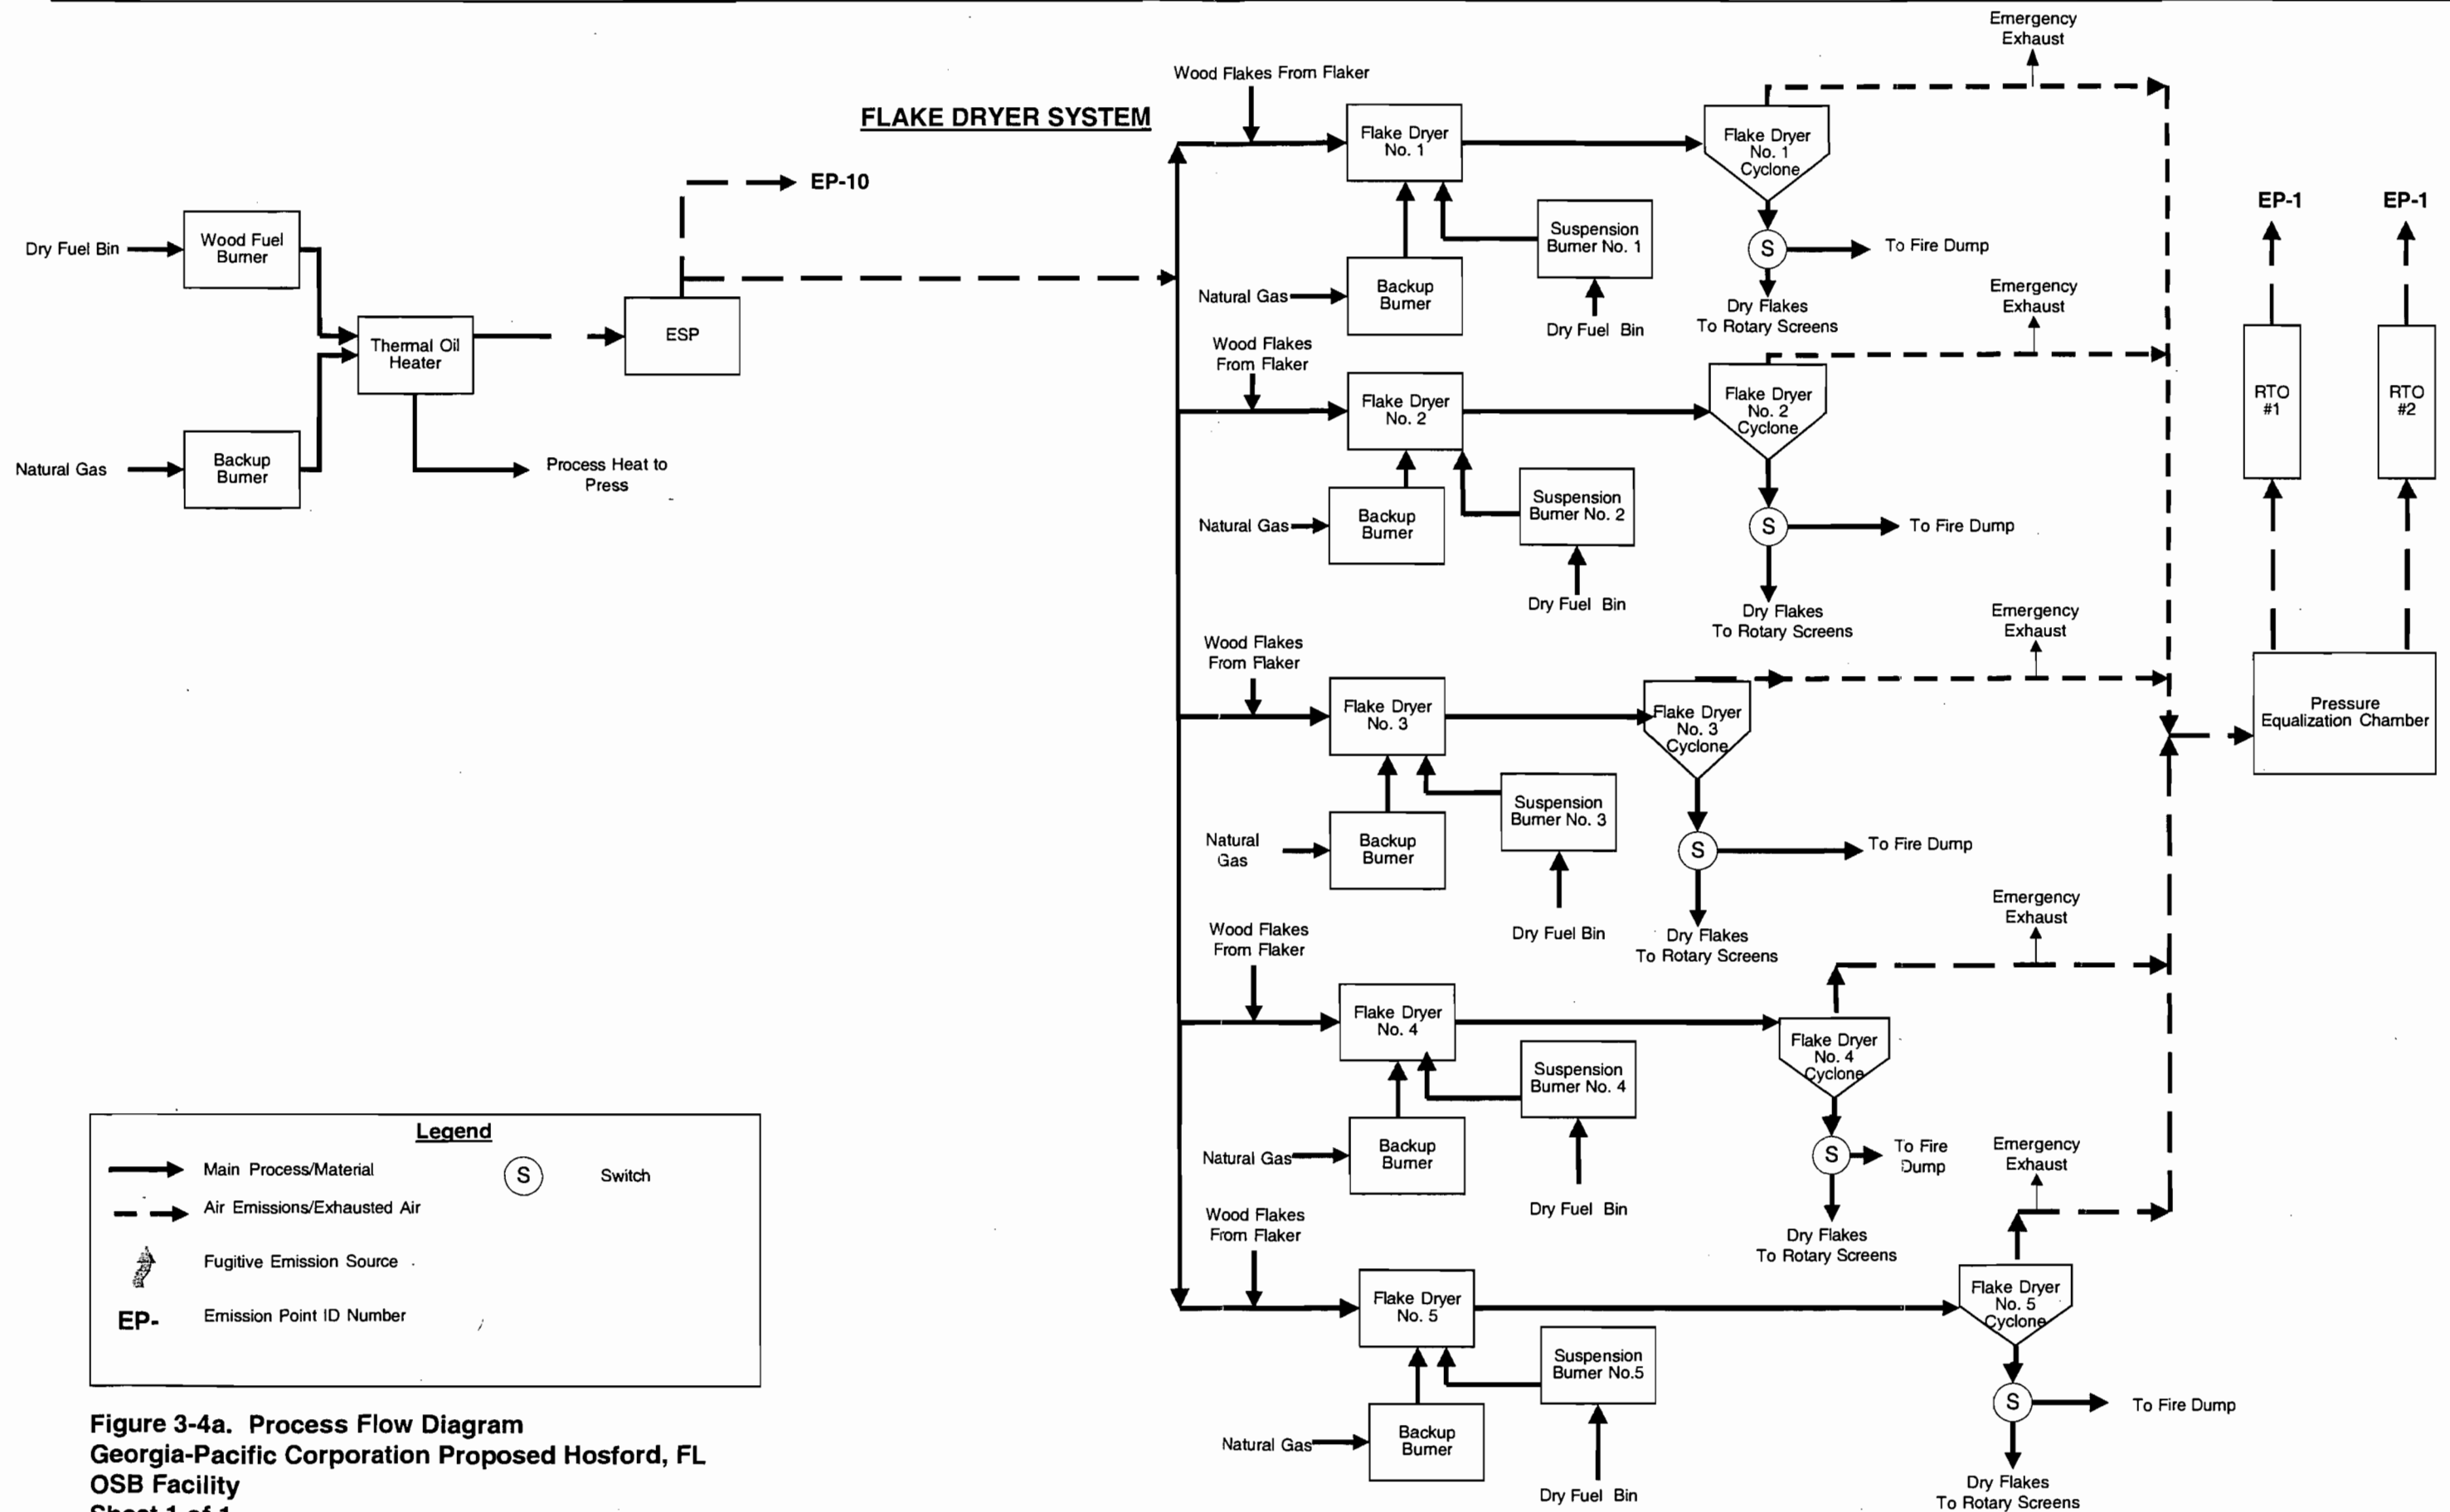 FLAKE DRYER SYSTEM
Dry Fuel Bin
Wood Fuel
Burner
Natural Gas
Backup
Burner
Thermal Oil
Heater
Process Heat to
Press
ESP
EP-10
Wood Flakes From Flaker
Flake Dryer
No. 1
Natural Gas
Backup
Burner
Suspension
Burner No. 1
Dry Fuel Bin
Flake Dryer
No. 1
Cyclone
Emergency
Exhaust
S
To Fire Dump
Dry Flakes
To Rotary Screens
Wood Flakes
From Flaker
Flake Dryer
No. 2
Natural Gas
Backup
Burner
Suspension
Burner No. 2
Dry Fuel Bin
Flake Dryer
No. 2
Cyclone
Emergency
Exhaust
S
To Fire Dump
Dry Flakes
To Rotary Screens
Wood Flakes
From Flaker
Flake Dryer
No. 3
Natural
Gas
Backup
Burner
Suspension
Burner No. 3
Dry Fuel Bin
Flake Dryer
No. 3
Cyclone
Emergency
Exhaust
S
To Fire Dump
Dry Flakes
To Rotary Screens
Wood Flakes
From Flaker
Flake Dryer
No. 4
Natural Gas
Backup
Burner
Suspension
Burner No. 4
Dry Fuel Bin
Flake Dryer
No. 4
Cyclone
Emergency
Exhaust
S
To Fire
Dump
Dry Flakes
To Rotary Screens
Wood Flakes
From Flaker
Flake Dryer
No. 5
Natural Gas
Backup
Burner
Suspension
Burner No.5
Dry Fuel Bin
Flake Dryer
No. 5
Cyclone
Emergency
Exhaust
S
To Fire Dump
Dry Flakes
To Rotary Screens
EP-1
EP-1
RTO
#1
RTO
#2
Pressure
Equalization Chamber
Legend
Main Process/Material
S
Switch
Air Emissions/Exhausted Air
Fugitive Emission Source
EP-
Emission Point ID Number
Figure 3-4a. Process Flow Diagram
Georgia-Pacific Corporation Proposed Hosford, FL
OSB Facility
Sheet 1 of 1